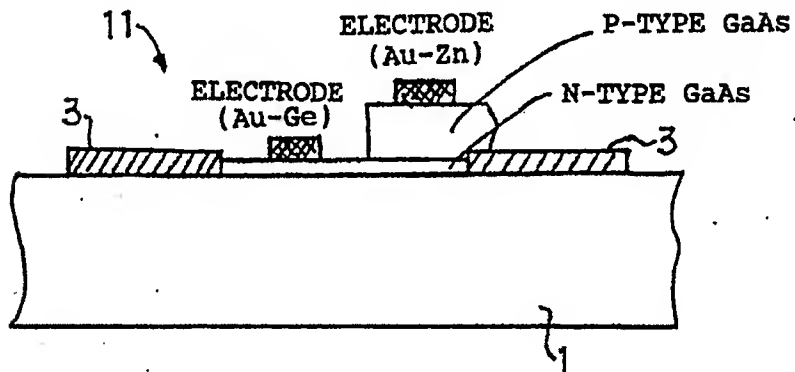 11
ELECTRODE
(Au-Zn)
P-TYPE GaAs
ELECTRODE
(Au-Ge)
N-TYPE GaAs
3
3
1